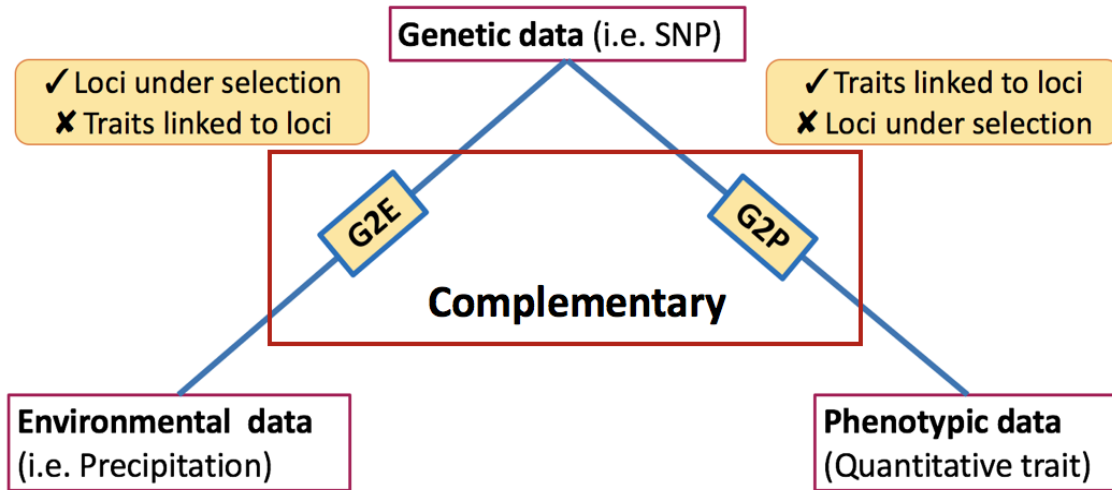 Genetic data (i.e. SNP)
✓Loci under selection
✘ Traits linked to loci
✓Traits linked to loci
✘ Loci under selection
G2E
G2P
Complementary
Environmental data
(i.e. Precipitation)
Phenotypic data
(Quantitative trait)